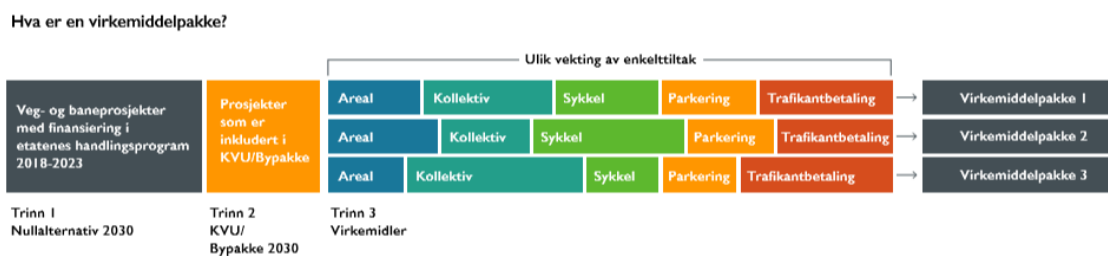 Hva er en virkemiddelpakke?
Ulik vekting av enkelttiltak
Veg- og baneprosjekter
med finansiering i
etatenes handlingsprogram
2018-2023
Prosjekter
som er
inkludert i
KVU/Bypakke
Areal Kollektiv Sykkel Parkering Trafikantbetaling → Virkemiddelpakke 1
Areal Kollektiv Sykkel Parkering Trafikantbetaling → Virkemiddelpakke 2
Areal Kollektiv Sykkel Parkering Trafikantbetaling → Virkemiddelpakke 3
Trinn 1
Nullalternativ 2030
Trinn 2
KVU/
Bypakke 2030
Trinn 3
Virkemidler